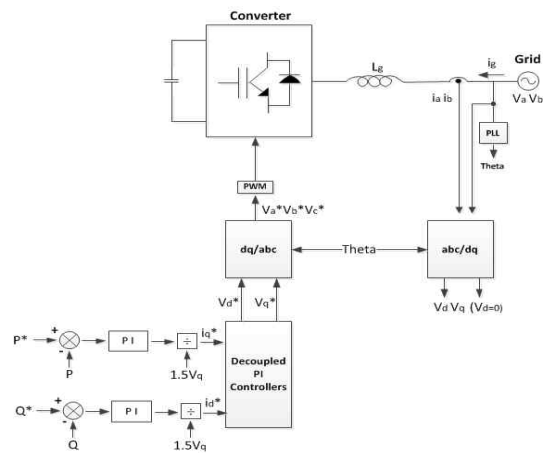 Converter
Lg
ig
Grid
ia ib
Va Vb
PLL
Theta
PWM
Va*Vb*Vc*
dq/abc
Theta
abc/dq
Vd*
Vq*
Vd Vq (Vd=0)
P*
+
-
P
PI
÷
iq*
1.5Vq
Decoupled
PI
Controllers
Q*
+
-
Q
PI
÷
id*
1.5Vq